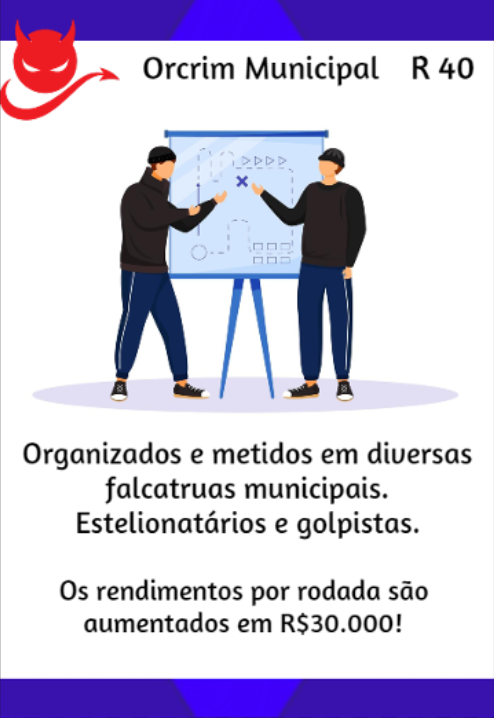 Orcrim Municipal R 40
Organizados e metidos em diversas
falcatruas municipais.
Estelionatários e golpistas.
Os rendimentos por rodada são
aumentados em R$30.000!